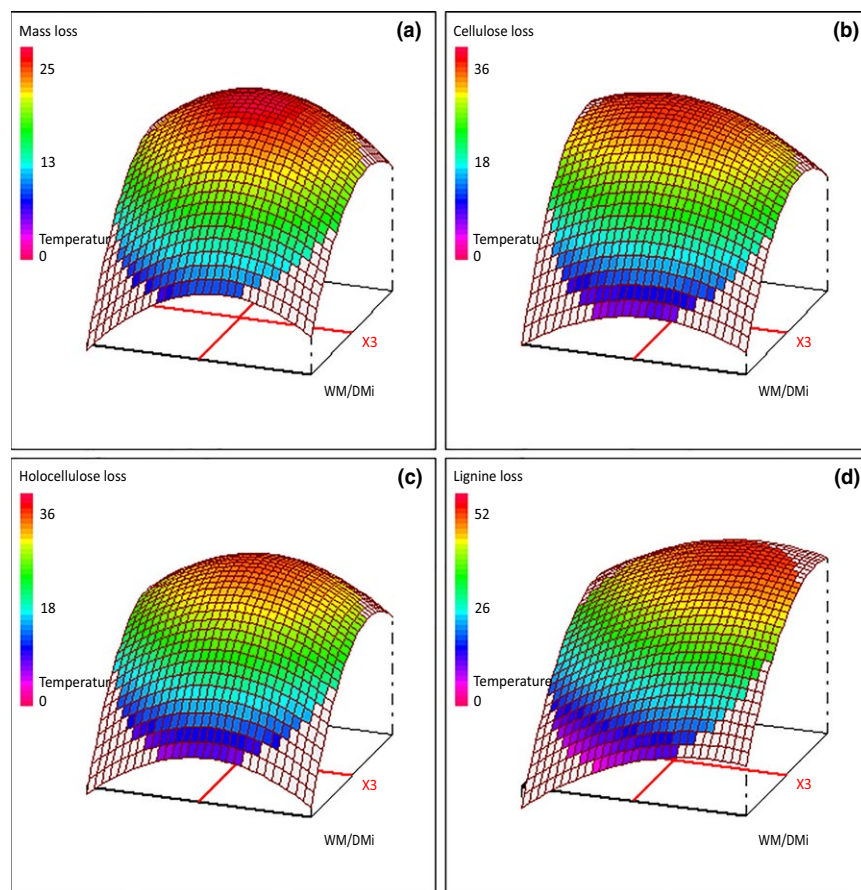 Mass loss
(a)
25
13
Temperatur
0
X3
WM/DMi
Cellulose loss
(b)
36
18
Temperatu
0
X3
WM/DMi
Holocellulose loss
(c)
36
18
Temperatur
0
X3
WM/DMi
Lignine loss
(d)
52
26
Temperature
0
X3
WM/DMi